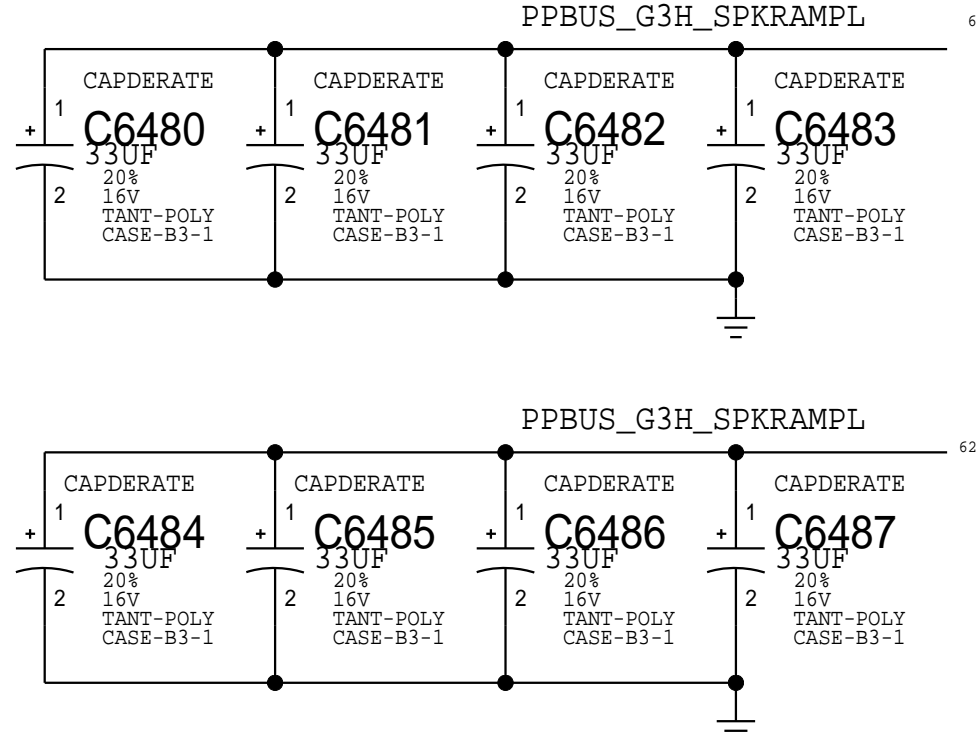 PPBUS_G3H_SPKRAMPL
6
CAPDERATE CAPDERATE CAPDERATE CAPDERATE
1 1 1 1
+ C6480 + C6481 + C6482 + C6483
33UF 33UF 33UF 33UF
20% 20% 20% 20%
2 16V 2 16V 2 16V 2 16V
TANT-POLY TANT-POLY TANT-POLY TANT-POLY
CASE-B3-1 CASE-B3-1 CASE-B3-1 CASE-B3-1
PPBUS_G3H_SPKRAMPL
62
CAPDERATE CAPDERATE CAPDERATE CAPDERATE
1 1 1 1
+ C6484 + C6485 + C6486 + C6487
33UF 33UF 33UF 33UF
20% 20% 20% 20%
2 16V 2 16V 2 16V 2 16V
TANT-POLY TANT-POLY TANT-POLY TANT-POLY
CASE-B3-1 CASE-B3-1 CASE-B3-1 CASE-B3-1